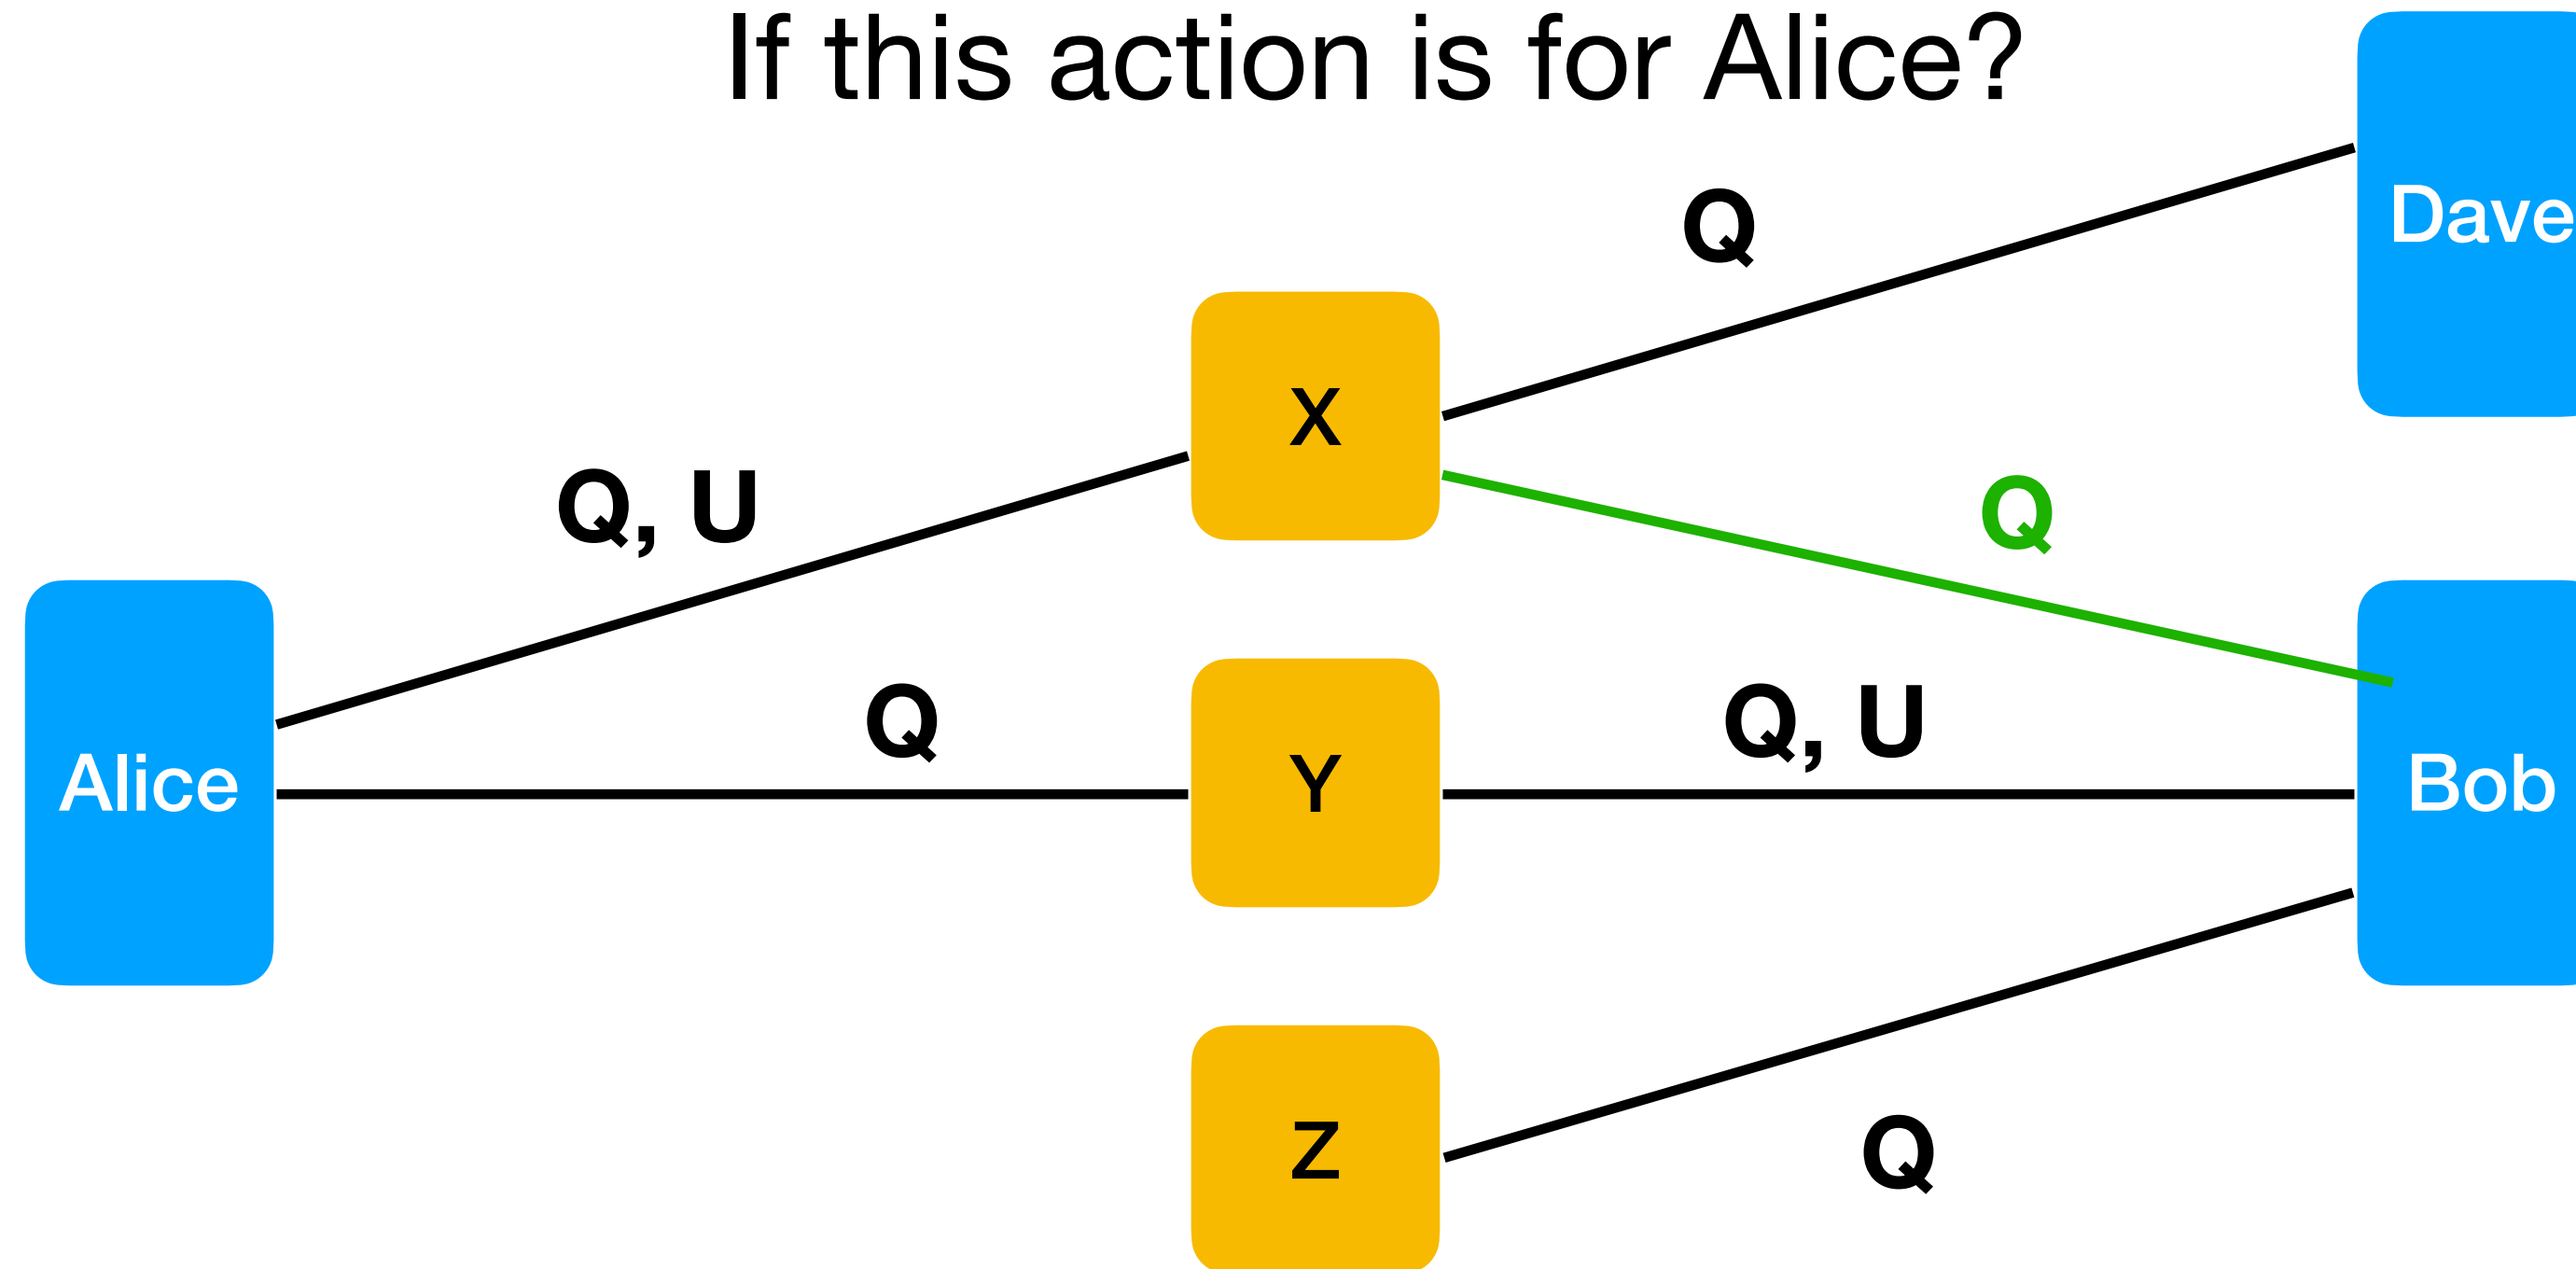 If this action is for Alice?
Dave
Q
X
Q, U
Q
Alice
Q
Y
Q, U
Bob
Z
Q